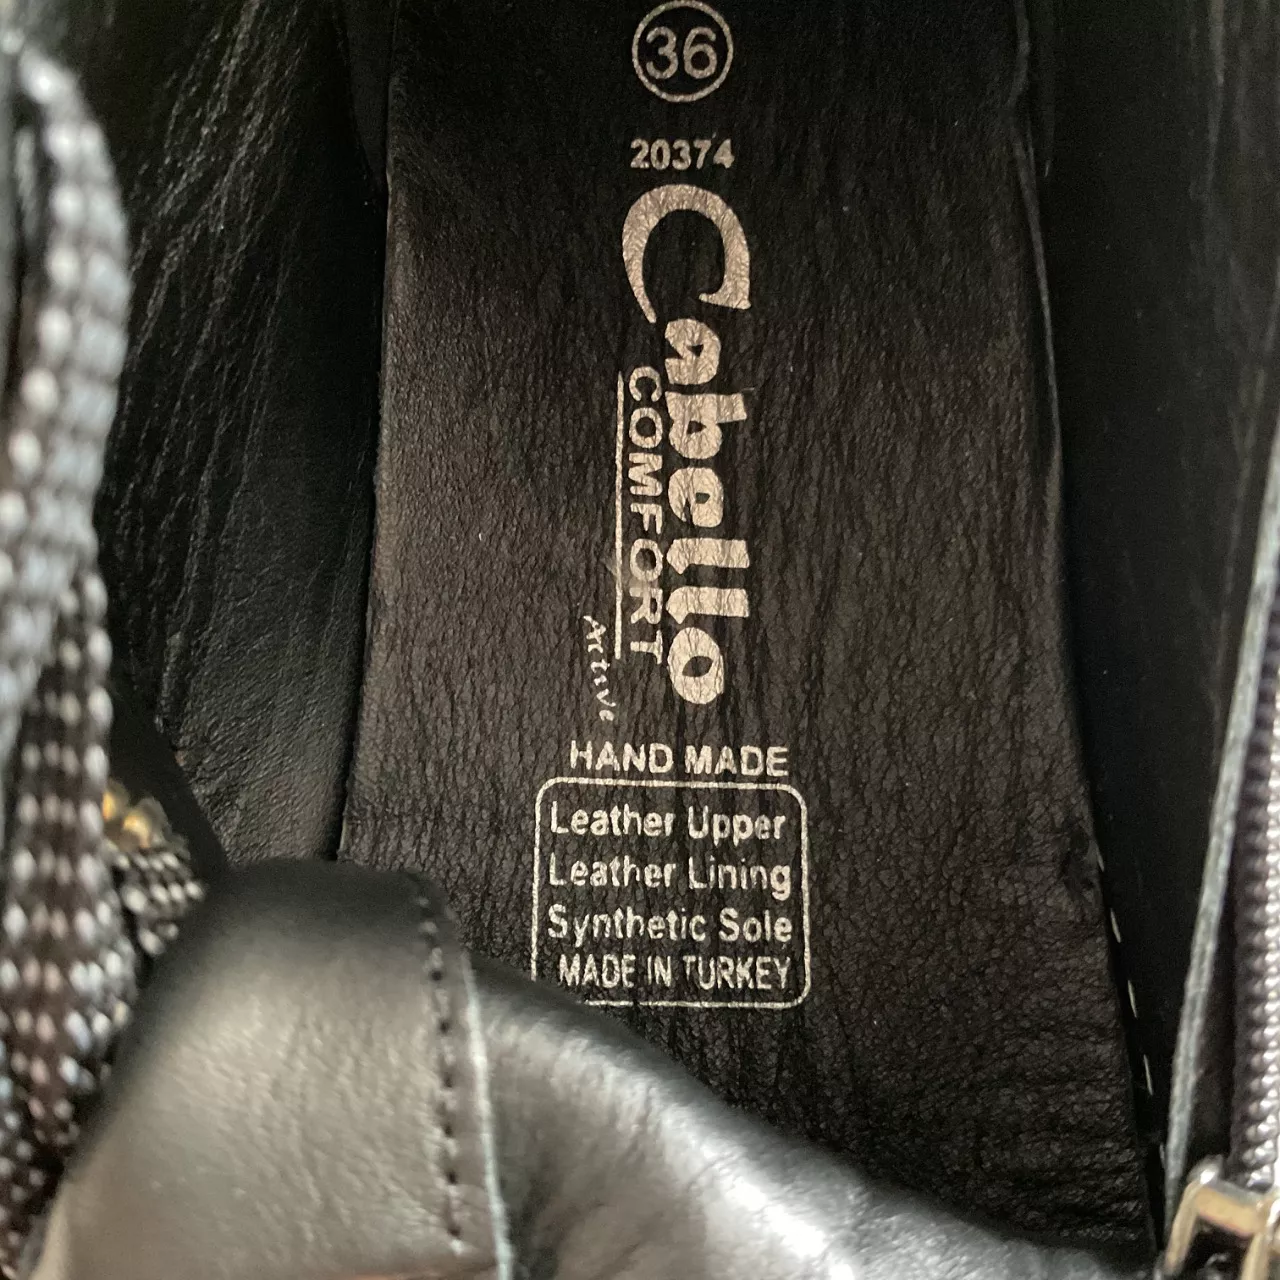 36
20374
Cabello
COMFORT
Active
HAND MADE
Leather Upper
Leather Lining
Synthetic Sole
MADE IN TURKEY